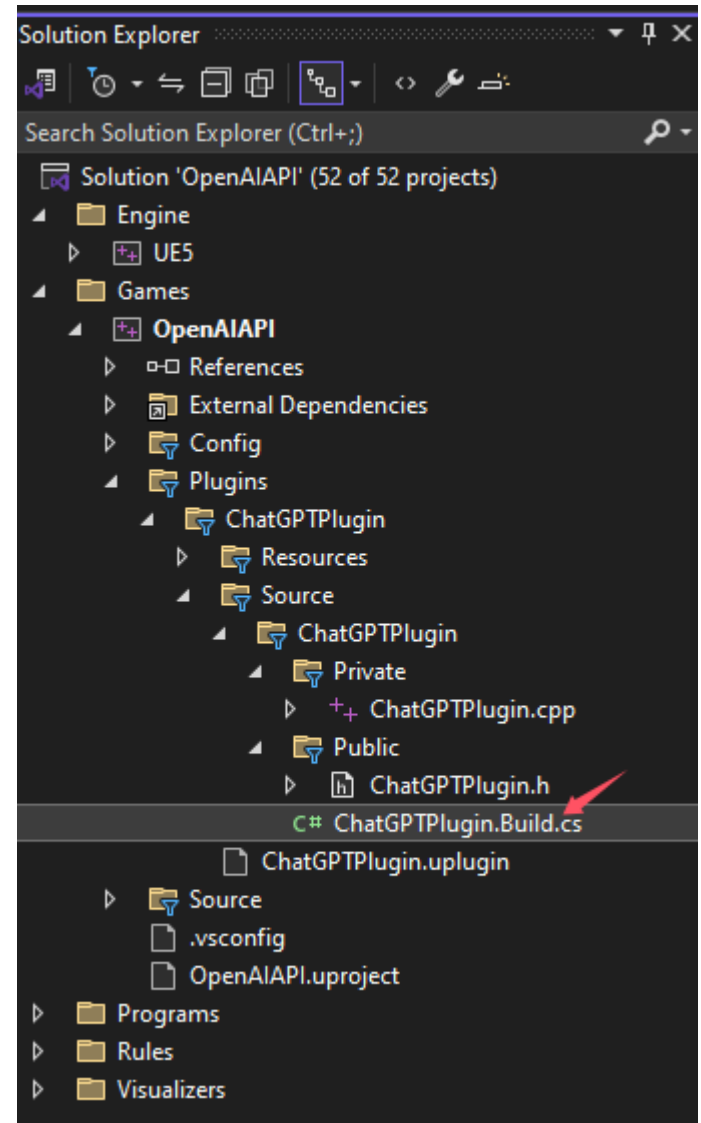 Solution Explorer
Search Solution Explorer (Ctrl+;)
Solution 'OpenAIAPI' (52 of 52 projects)
Engine
UE5
Games
OpenAIAPI
References
External Dependencies
Config
Plugins
ChatGPTPlugin
Resources
Source
ChatGPTPlugin
Private
++ ChatGPTPlugin.cpp
Public
h ChatGPTPlugin.h
C# ChatGPTPlugin.Build.cs
ChatGPTPlugin.uplugin
Source
.vsconfig
OpenAIAPI.uproject
Programs
Rules
Visualizers